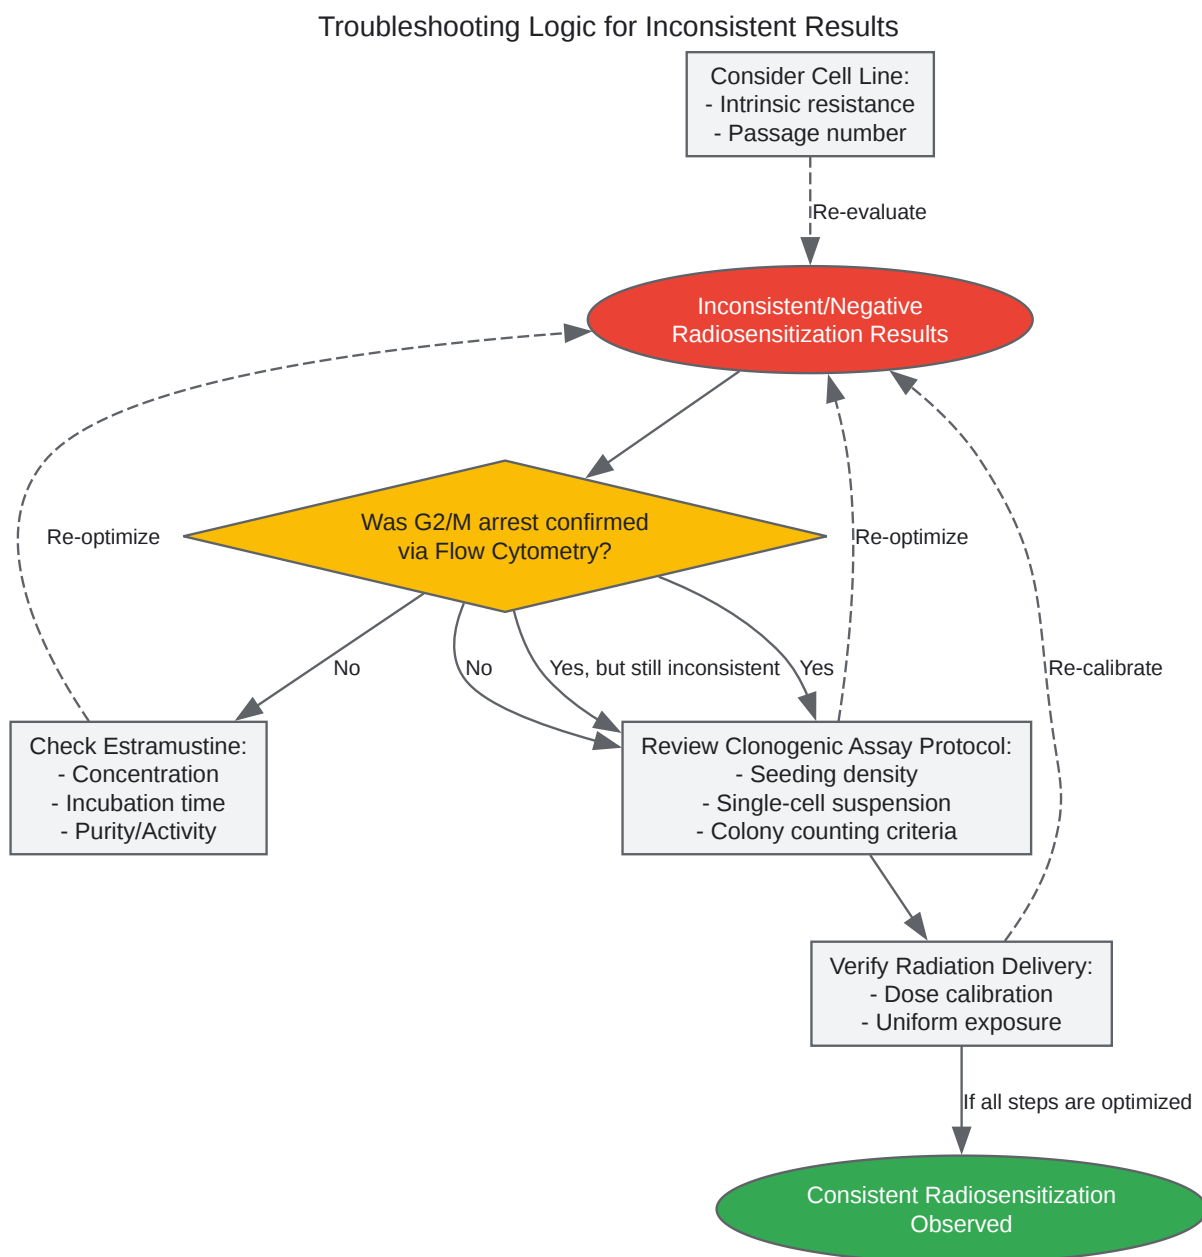 Troubleshooting Logic for Inconsistent Results
Consider Cell Line:
- Intrinsic resistance
- Passage number
Re-evaluate
Inconsistent/Negative
Radiosensitization Results
Was G2/M arrest confirmed
via Flow Cytometry?
Re-optimize
Re-optimize
No
No
Yes, but still inconsistent
Yes
Re-calibrate
Check Estramustine:
- Concentration
- Incubation time
- Purity/Activity
Review Clonogenic Assay Protocol:
- Seeding density
- Single-cell suspension
- Colony counting criteria
Verify Radiation Delivery:
- Dose calibration
- Uniform exposure
If all steps are optimized
Consistent Radiosensitization
Observed